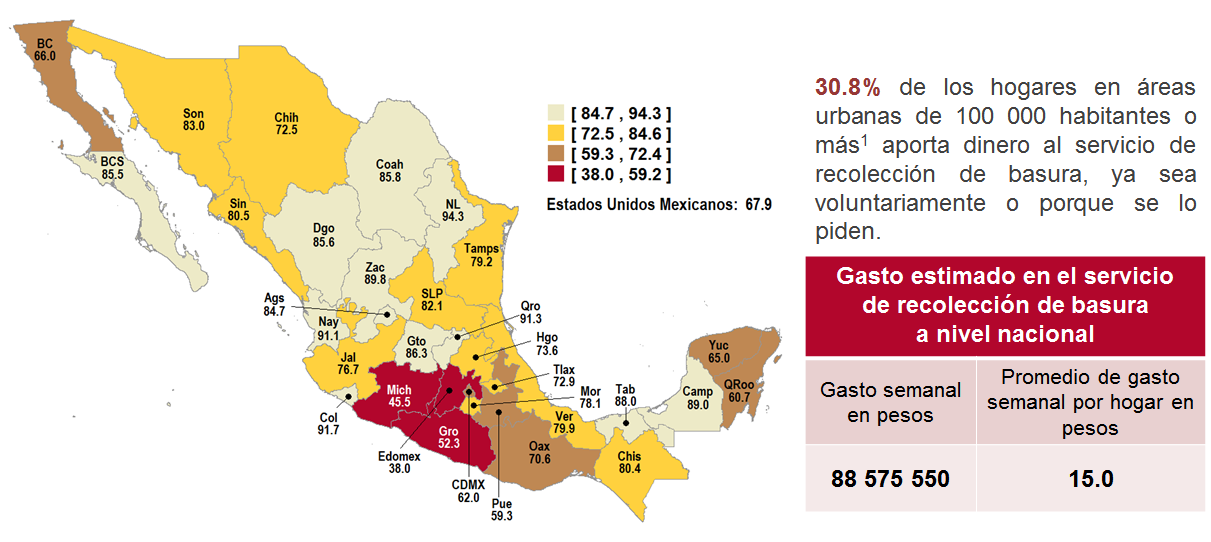 BC
66.0
Son
83.0
Chih
72.5
BCS
85.5
Sin
80.5
Coah
85.8
NL
94.3
Dgo
85.6
Tamps
79.2
Zac
89.8
SLP
82.1
Ags
84.7
Qro
91.3
Nay
91.1
Gto
86.3
Hgo
73.6
Jal
76.7
Tlax
72.9
Mich
45.5
Mor
78.1
Tab
88.0
Col
91.7
Ver
79.9
Gro
52.3
Edomex
38.0
Oax
70.6
CDMX
62.0
Pue
59.3
Chis
80.4
Yuc
65.0
QRoo
60.7
Camp
89.0
[ 84.7 , 94.3 ]
[ 72.5 , 84.6 ]
[ 59.3 , 72.4 ]
[ 38.0 , 59.2 ]
Estados Unidos Mexicanos: 67.9
30.8% de los hogares en áreas
urbanas de 100 000 habitantes o
más1 aporta dinero al servicio de
recolección de basura, ya sea
voluntariamente o porque se lo
piden.
Gasto estimado en el servicio
de recolección de basura
a nivel nacional
Gasto semanal
en pesos
Promedio de gasto
semanal por hogar en
pesos
88 575 550
15.0